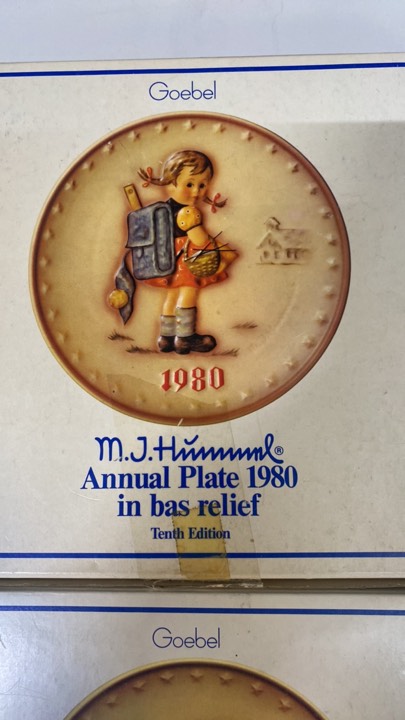 Goebel
1980
M.J.Hummel®
Annual Plate 1980
in bas relief
Tenth Edition
Goebel